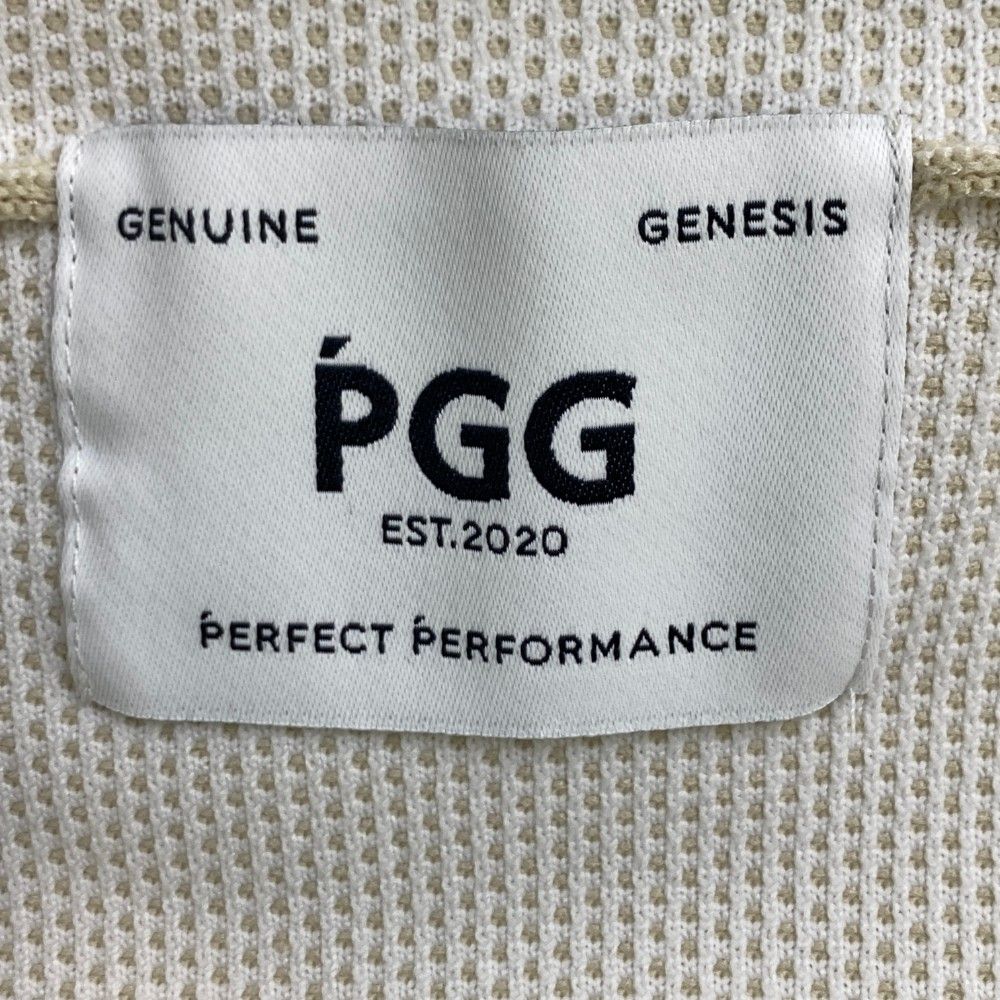 GENUINE GENESIS
ṔGG
EST.2020
ṔERFECT ṔERFORMANCE